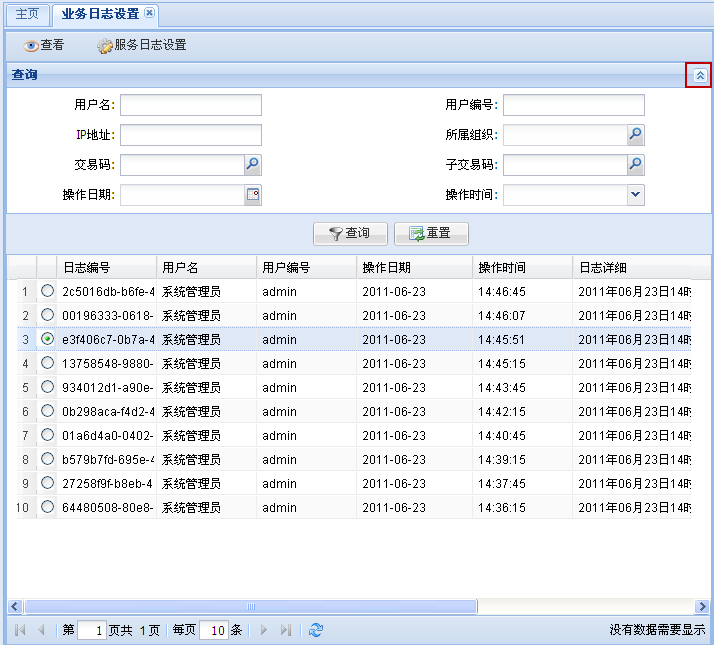 主页 业务日志设置
查看 服务日志设置
查询
用户名: 用户编号:
IP地址: 所属组织:
交易码: 子交易码:
操作日期: 操作时间:
查询 重置
日志编号 用户名 用户编号 操作日期 操作时间 日志详细
1 2c5016db-b6fe-4 系统管理员 admin 2011-06-23 14:46:45 2011年06月23日14时
2 00196333-0618- 系统管理员 admin 2011-06-23 14:46:07 2011年06月23日14时
3 e3f406c7-0b7a-4 系统管理员 admin 2011-06-23 14:45:51 2011年06月23日14时
4 13758548-9880- 系统管理员 admin 2011-06-23 14:45:15 2011年06月23日14时
5 934012d1-a90e- 系统管理员 admin 2011-06-23 14:43:45 2011年06月23日14时
6 0b298aca-f4d2-4 系统管理员 admin 2011-06-23 14:42:15 2011年06月23日14时
7 01a6d4a0-0402- 系统管理员 admin 2011-06-23 14:40:45 2011年06月23日14时
8 b579b7fd-695e-4 系统管理员 admin 2011-06-23 14:39:15 2011年06月23日14时
9 27258f9f-b8eb-4 系统管理员 admin 2011-06-23 14:37:45 2011年06月23日14时
10 64480508-80e8- 系统管理员 admin 2011-06-23 14:36:15 2011年06月23日14时
第 1 页共 1 页 每页 10 条 没有数据需要显示